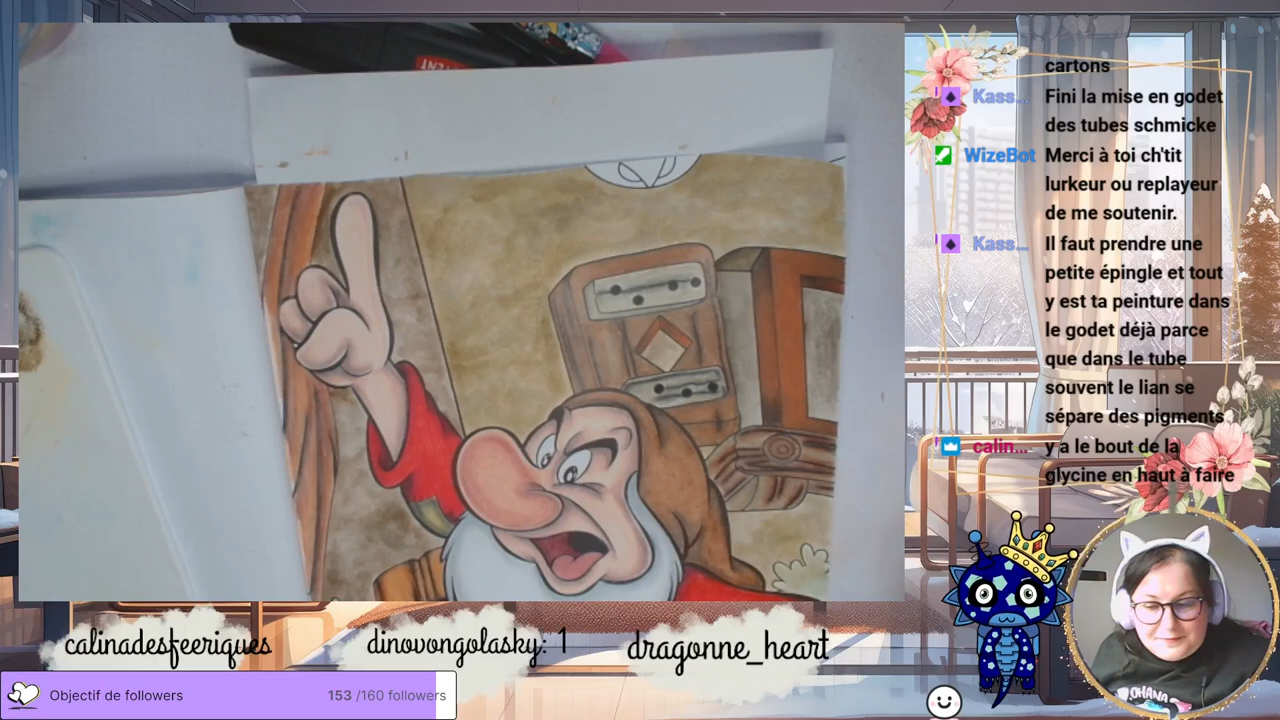 TENT
cartons
Kass... Fini la mise en godet
des tubes schmicke
WizeBot Merci à toi ch'tit
lurkeur ou replayeur
de me soutenir.
Kass... Il faut prendre une
petite épingle et tout
y est ta peinture dans
le godet déjà parce
que dans le tube
souvent le lian se
sépare des pigments
calin... y a le bout de la
glycine en haut à faire
OHANA
calinadesfeeriques
dinovongolasky: 1
dragonne_heart
Objectif de followers 153 /160 followers